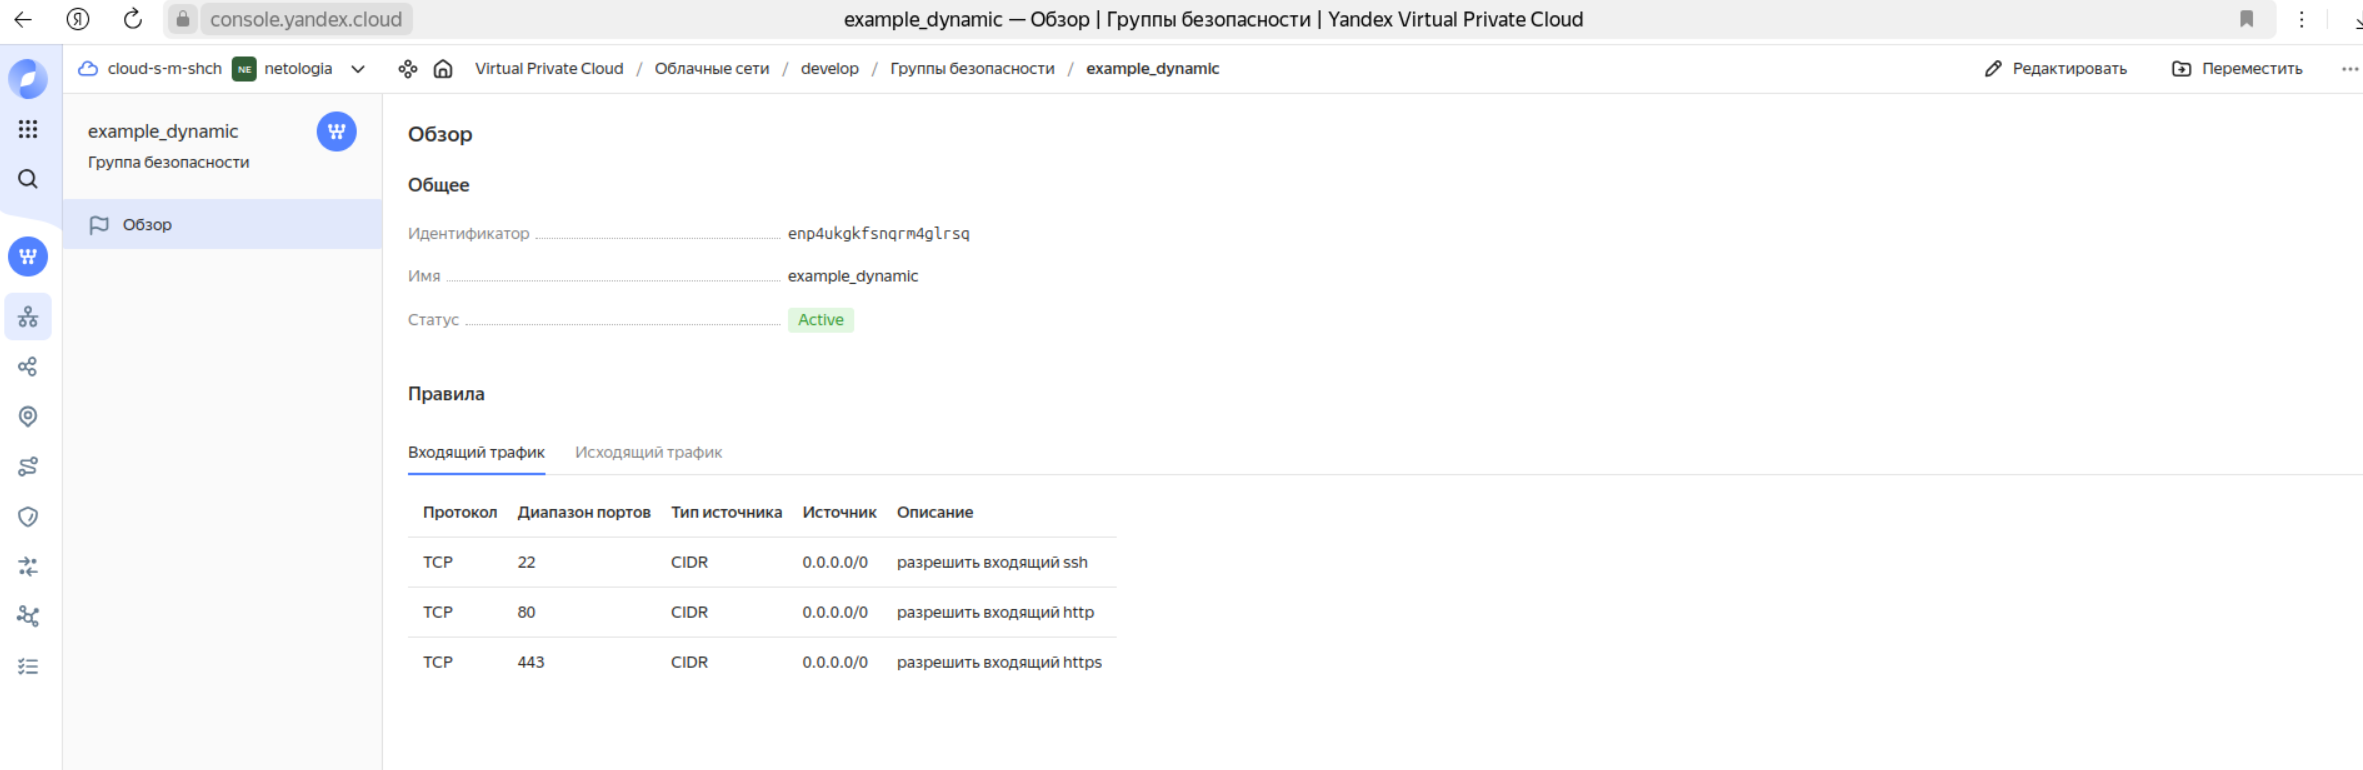 console.yandex.cloud
example_dynamic — Обзор | Группы безопасности | Yandex Virtual Private Cloud
cloud-s-m-shch NE netologia
Virtual Private Cloud / Облачные сети / develop / Группы безопасности / example_dynamic
Редактировать
Переместить
example_dynamic
Группа безопасности
Обзор
Обзор
Общее
Идентификатор enp4ukgkfsnqrm4glrsq
Имя example_dynamic
Статус Active
Правила
Входящий трафик Исходящий трафик
Протокол Диапазон портов Тип источника Источник Описание
TCP 22 CIDR 0.0.0.0/0 разрешить входящий ssh
TCP 80 CIDR 0.0.0.0/0 разрешить входящий http
TCP 443 CIDR 0.0.0.0/0 разрешить входящий https